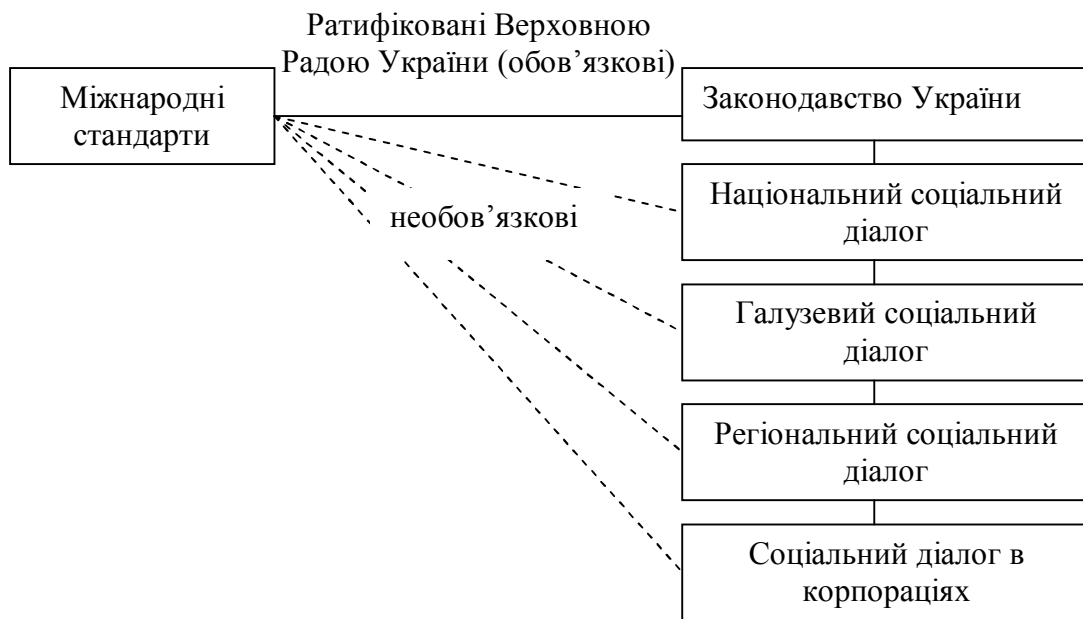 Ратифіковані Верховною
Радою України (обов’язкові)
Міжнародні
стандарти
Законодавство України
Національний соціальний
діалог
необов’язкові
Галузевий соціальний
діалог
Регіональний соціальний
діалог
Соціальний діалог в
корпораціях